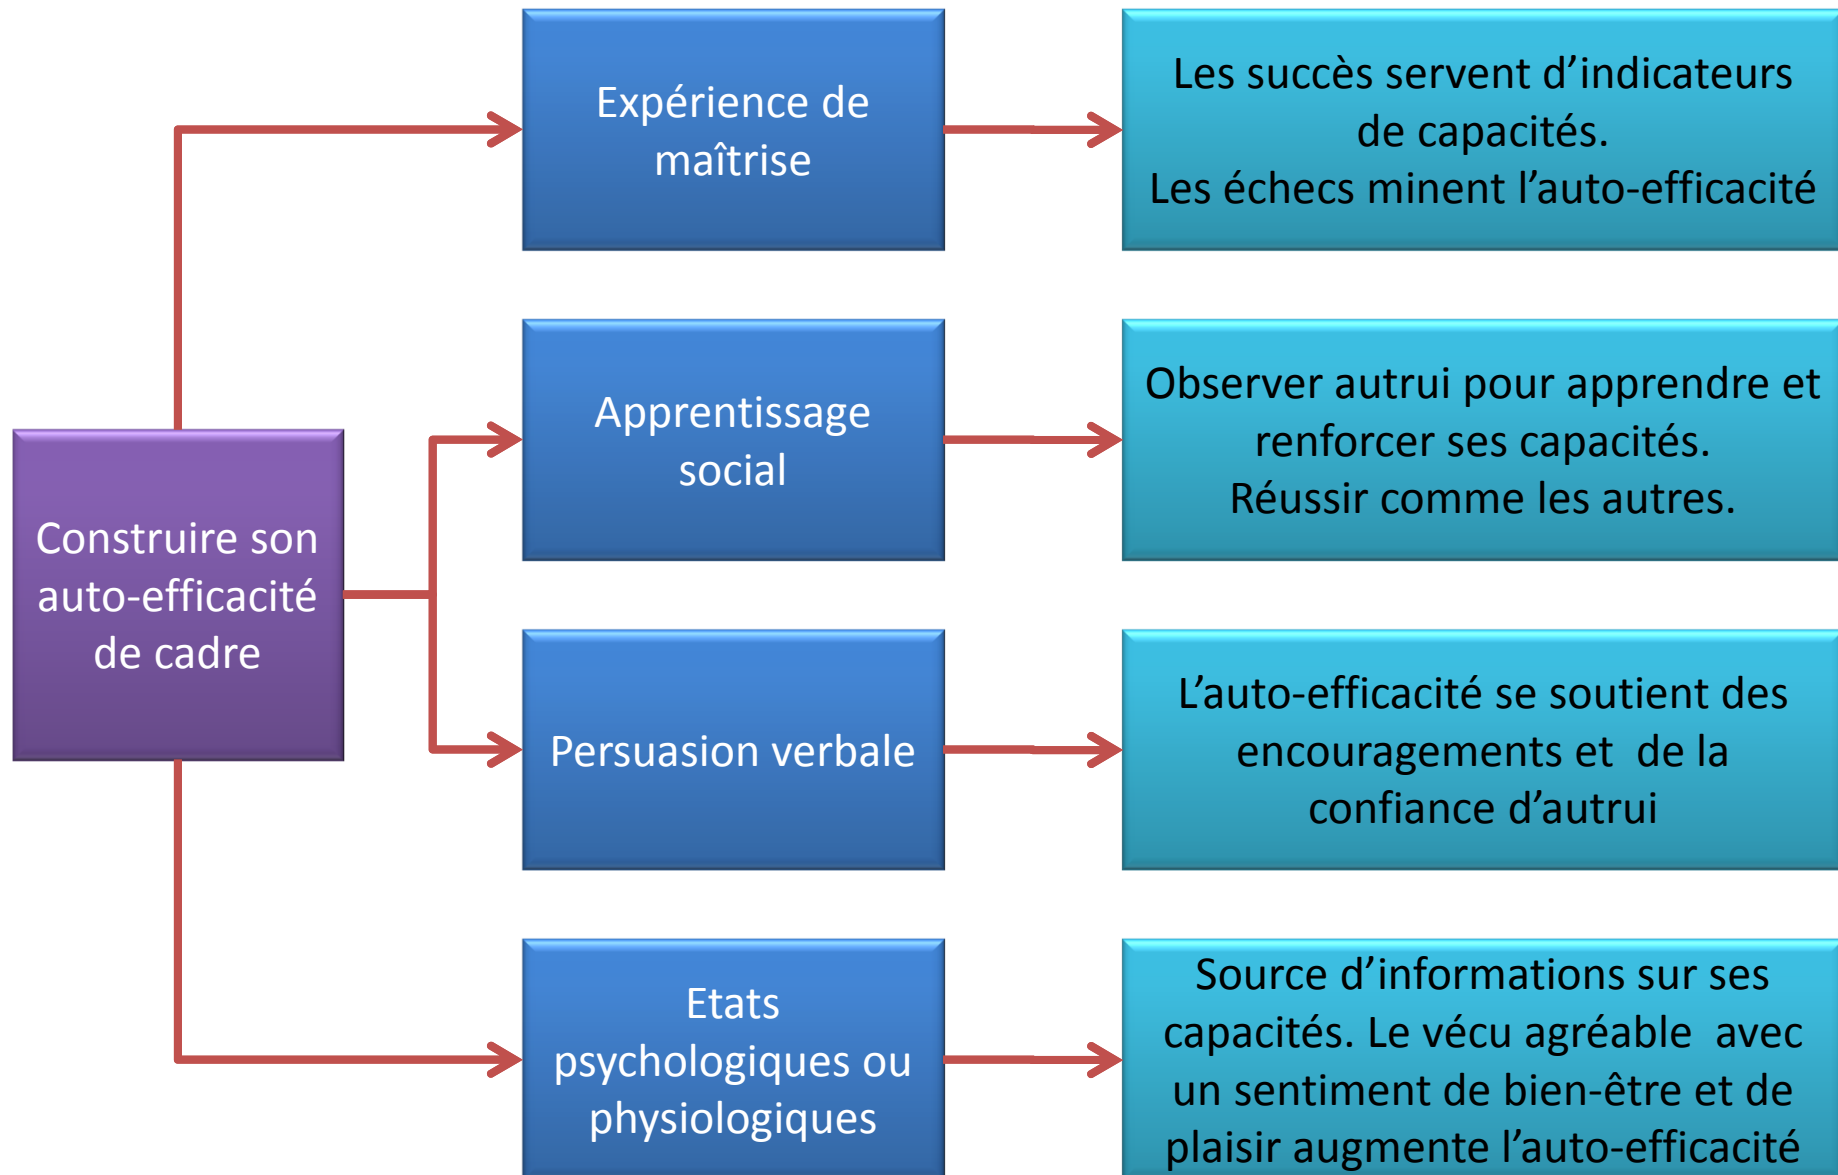 Expérience de
maîtrise
Les succès servent d’indicateurs
de capacités.
Les échecs minent l’auto-efficacité
Apprentissage
social
Observer autrui pour apprendre et
renforcer ses capacités.
Réussir comme les autres.
Construire son
auto-efficacité
de cadre
Persuasion verbale
L’auto-efficacité se soutient des
encouragements et  de la
confiance d’autrui
Etats
psychologiques ou
physiologiques
Source d’informations sur ses
capacités. Le vécu agréable  avec
un sentiment de bien-être et de
plaisir augmente l’auto-efficacité